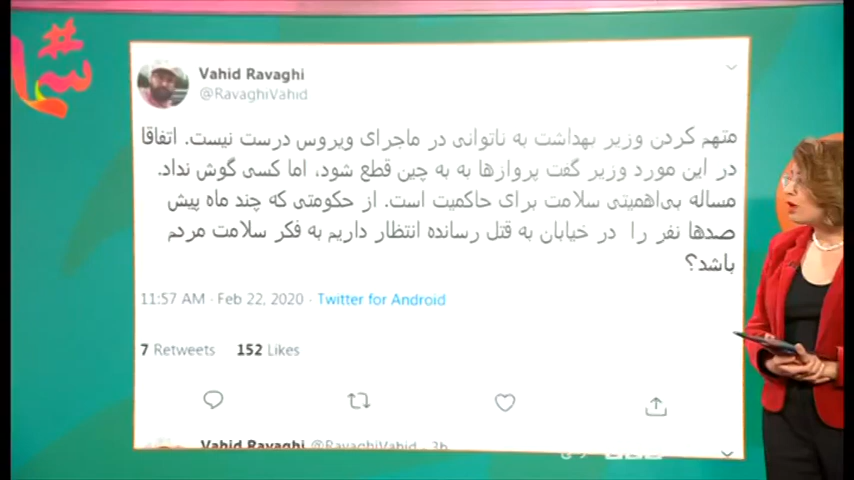 #شما
Vahid Ravaghi
@RavaghiVahid
متهم کردن وزیر بهداشت به ناتوانی در ماجرای ویروس درست نیست. اتفاقا
در این مورد وزیر گفت پروازها به به چین قطع شود، اما کسی گوش نداد.
مساله بی‌اهمیتی سلامت برای حاکمیت است. از حکومتی که چند ماه پیش
صدها نفر را در خیابان به قتل رسانده انتظار داریم به فکر سلامت مردم
باشد؟
11:57 AM · Feb 22, 2020 · Twitter for Android
7 Retweets 152 Likes
Vahid Ravaghi @RavaghiVahid · 3h